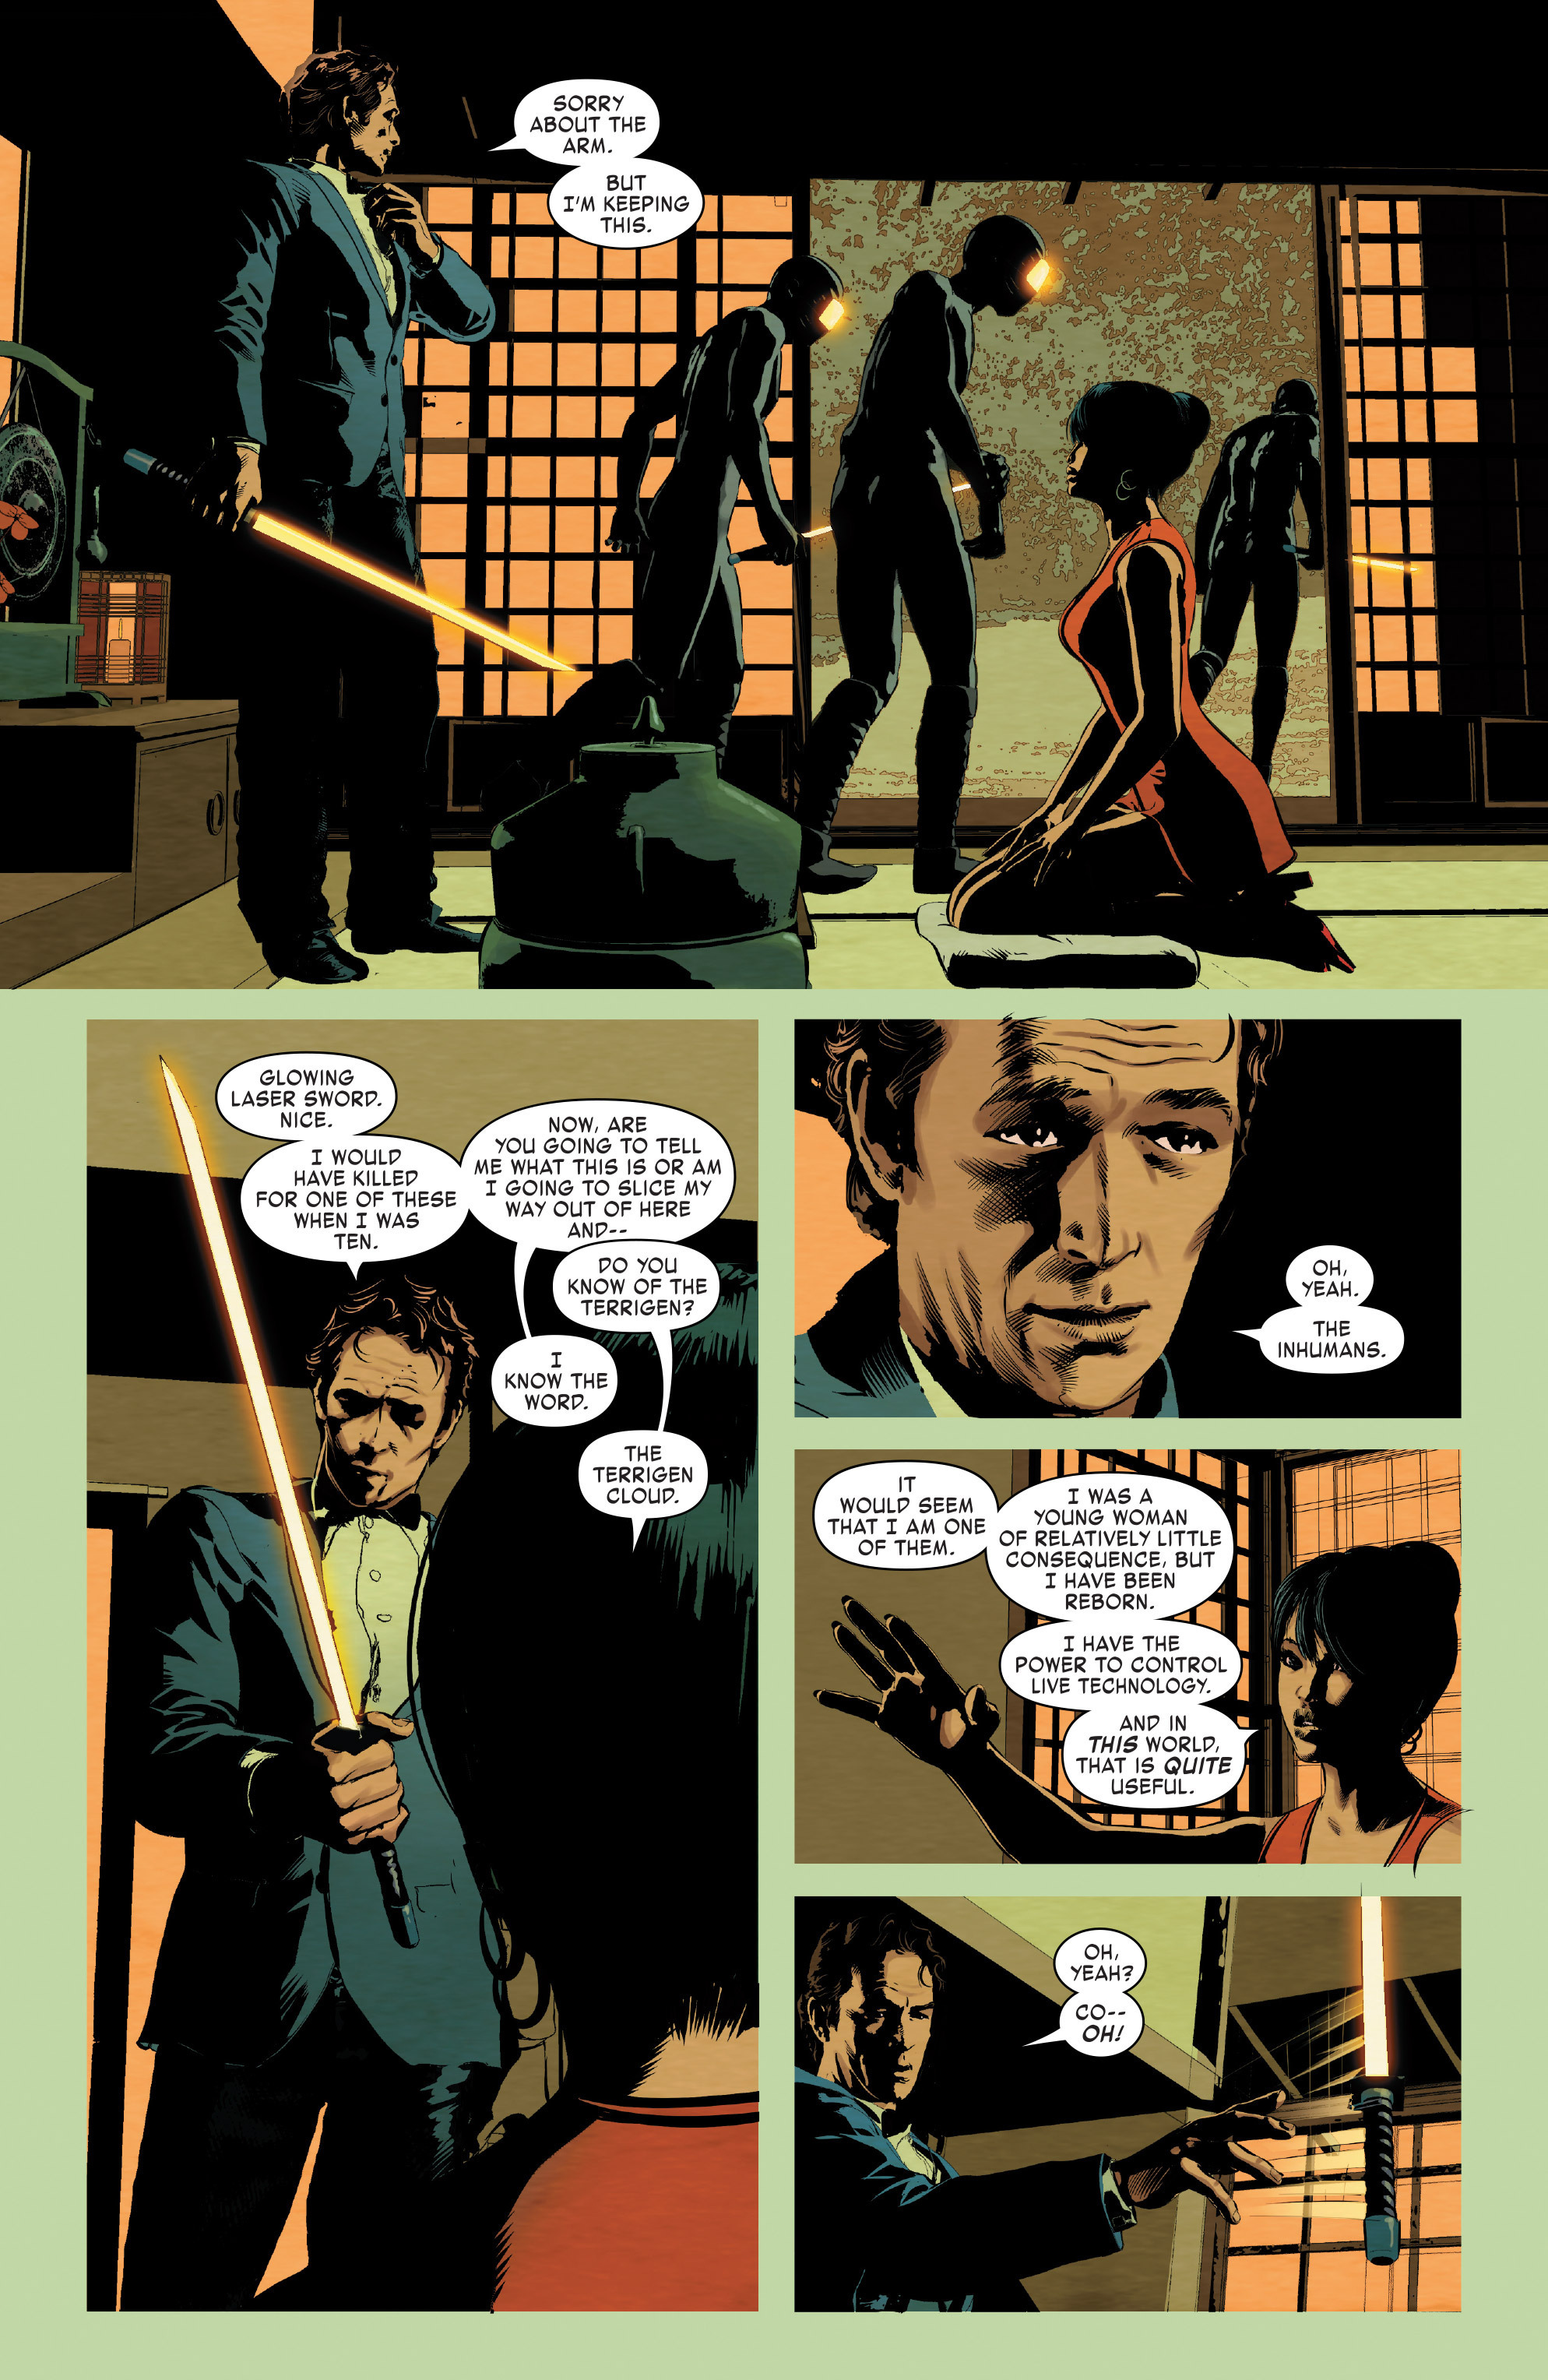 SORRY
ABOUT THE
ARM.
BUT
I'M KEEPING
THIS.
GLOWING
LASER SWORD.
NICE.
I WOULD
HAVE KILLED
FOR ONE OF THESE
WHEN I WAS
TEN.
NOW, ARE
YOU GOING TO TELL
ME WHAT THIS IS OR AM
I GOING TO SLICE MY
WAY OUT OF HERE
AND--
DO YOU
KNOW OF THE
TERRIGEN?
I
KNOW THE
WORD.
THE
TERRIGEN
CLOUD.
OH,
YEAH.
THE
INHUMANS.
IT
WOULD SEEM
THAT I AM ONE
OF THEM.
I WAS A
YOUNG WOMAN
OF RELATIVELY LITTLE
CONSEQUENCE, BUT
I HAVE BEEN
REBORN.
I HAVE THE
POWER TO CONTROL
LIVE TECHNOLOGY.
AND IN
THIS WORLD,
THAT IS QUITE
USEFUL.
OH,
YEAH?
CO--
OH!